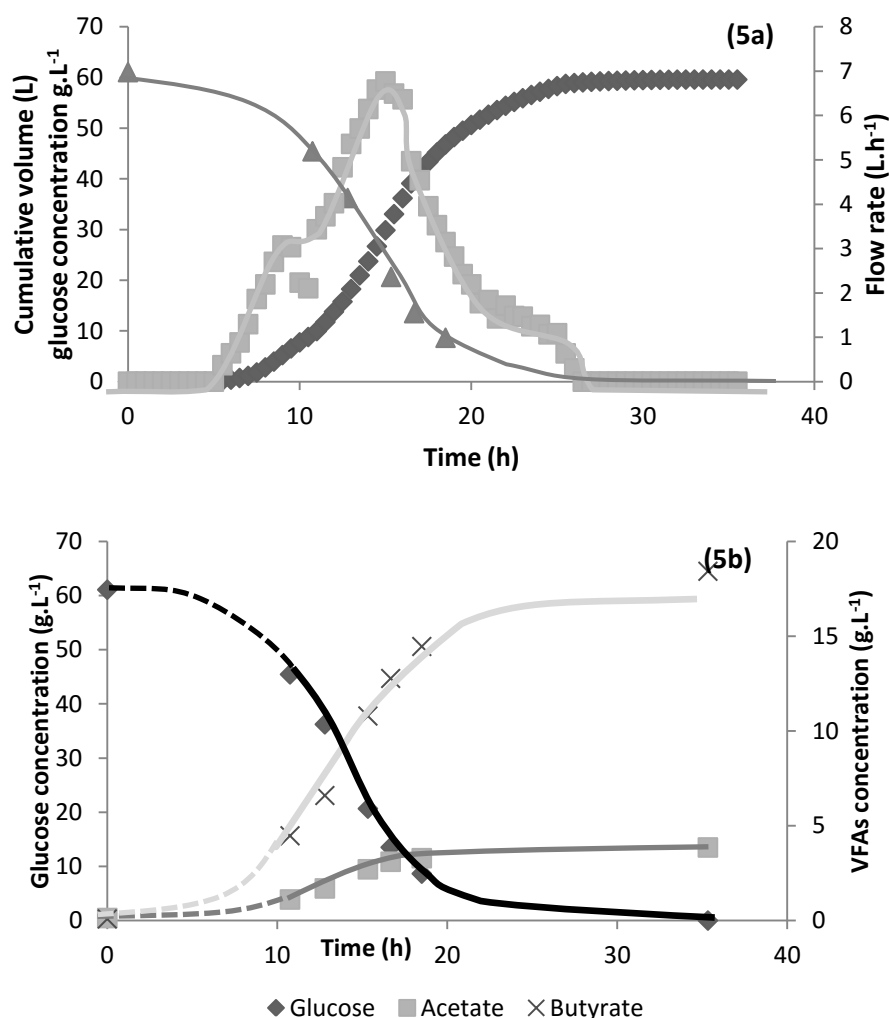 (5a)
Cumulative volume (L)
glucose concentration g.L-1
70
60
50
40
30
20
10
0
8
7
6
5
4
3
2
1
0
Flow rate (L.h-1)
0 10 20 30 40
Time (h)
(5b)
Glucose concentration (g.L-1)
70
60
50
40
30
20
10
0
20
15
10
5
0
VFAs concentration (g.L-1)
0 10 20 30 40
Time (h)
Glucose Acetate Butyrate